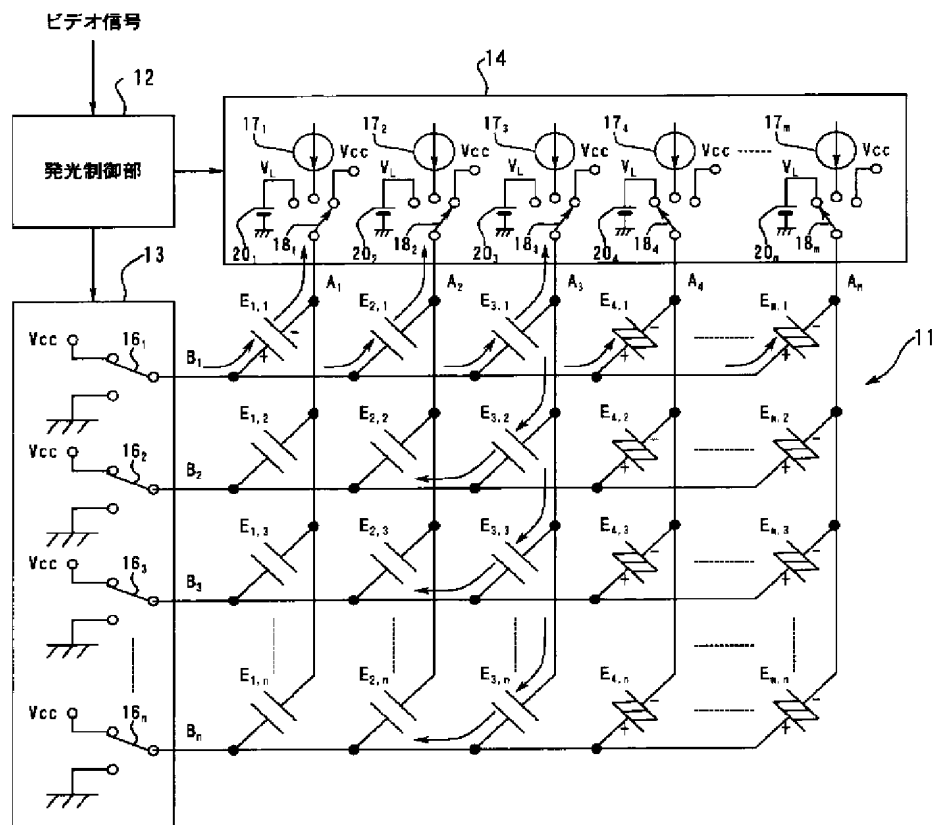 ビデオ信号
12
発光制御部
14
17₁ 17₂ 17₃ 17₄ 17ₘ
Vcc Vcc Vcc Vcc
V_L V_L V_L V_L V_L
20₁ 18₁ 20₂ 18₂ 20₃ 18₃ 20₄ 18₄ 18ₘ
13
A₁ A₂ A₃ A₄
11
Vcc 16₁ B₁ E₁,₁ + - E₂,₁ E₃,₁ E₄,₁ + - Eₘ,₁ + -
Vcc 16₂ B₂ E₁,₂ E₂,₂ E₃,₂ E₄,₂ + - Eₘ,₂ + -
Vcc 16₃ B₃ E₁,₃ E₂,₃ E₃,₃ E₄,₃ + - Eₘ,₃ + -
Vcc 16ₙ Bₙ E₁,ₙ E₂,ₙ E₃,ₙ E₄,ₙ + - Eₘ,ₙ + -